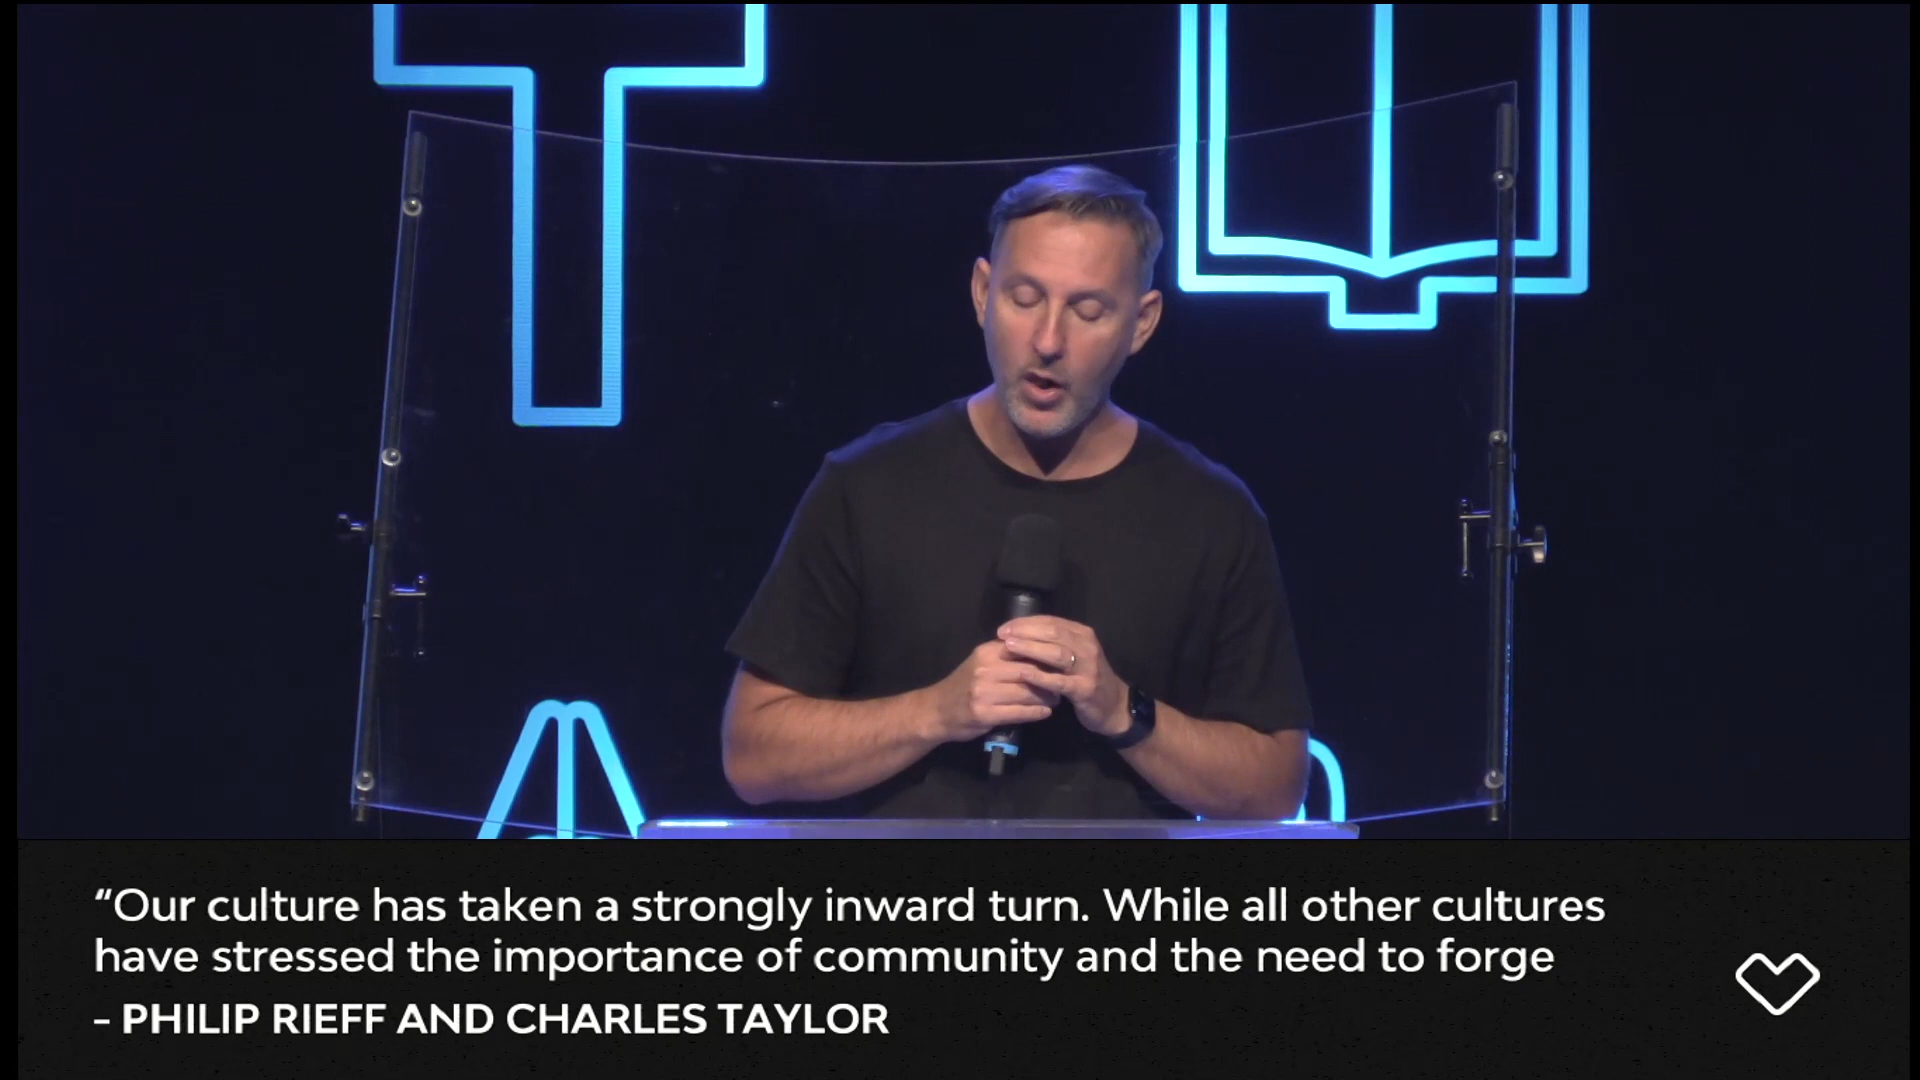 “Our culture has taken a strongly inward turn. While all other cultures
have stressed the importance of community and the need to forge
- PHILIP RIEFF AND CHARLES TAYLOR